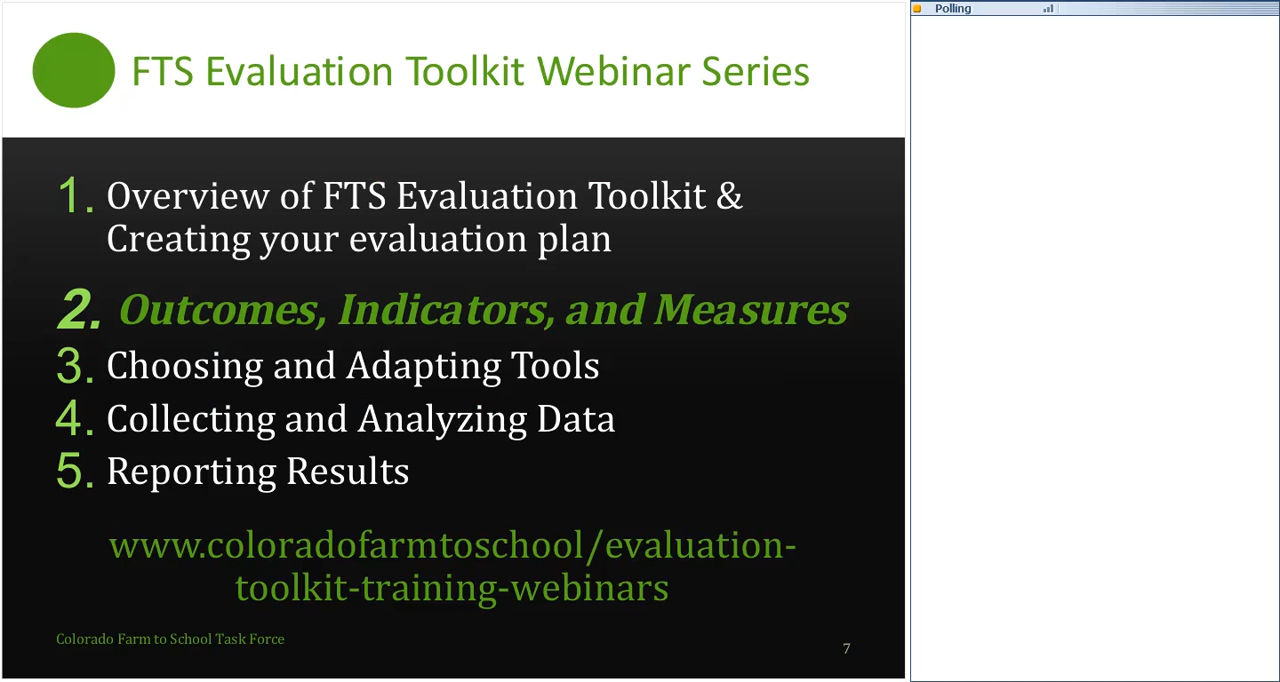 FTS Evaluation Toolkit Webinar Series
Polling
1. Overview of FTS Evaluation Toolkit &
Creating your evaluation plan
2. Outcomes, Indicators, and Measures
3. Choosing and Adapting Tools
4. Collecting and Analyzing Data
5. Reporting Results
www.coloradofarmtoschool/evaluation-
toolkit-training-webinars
Colorado Farm to School Task Force
7